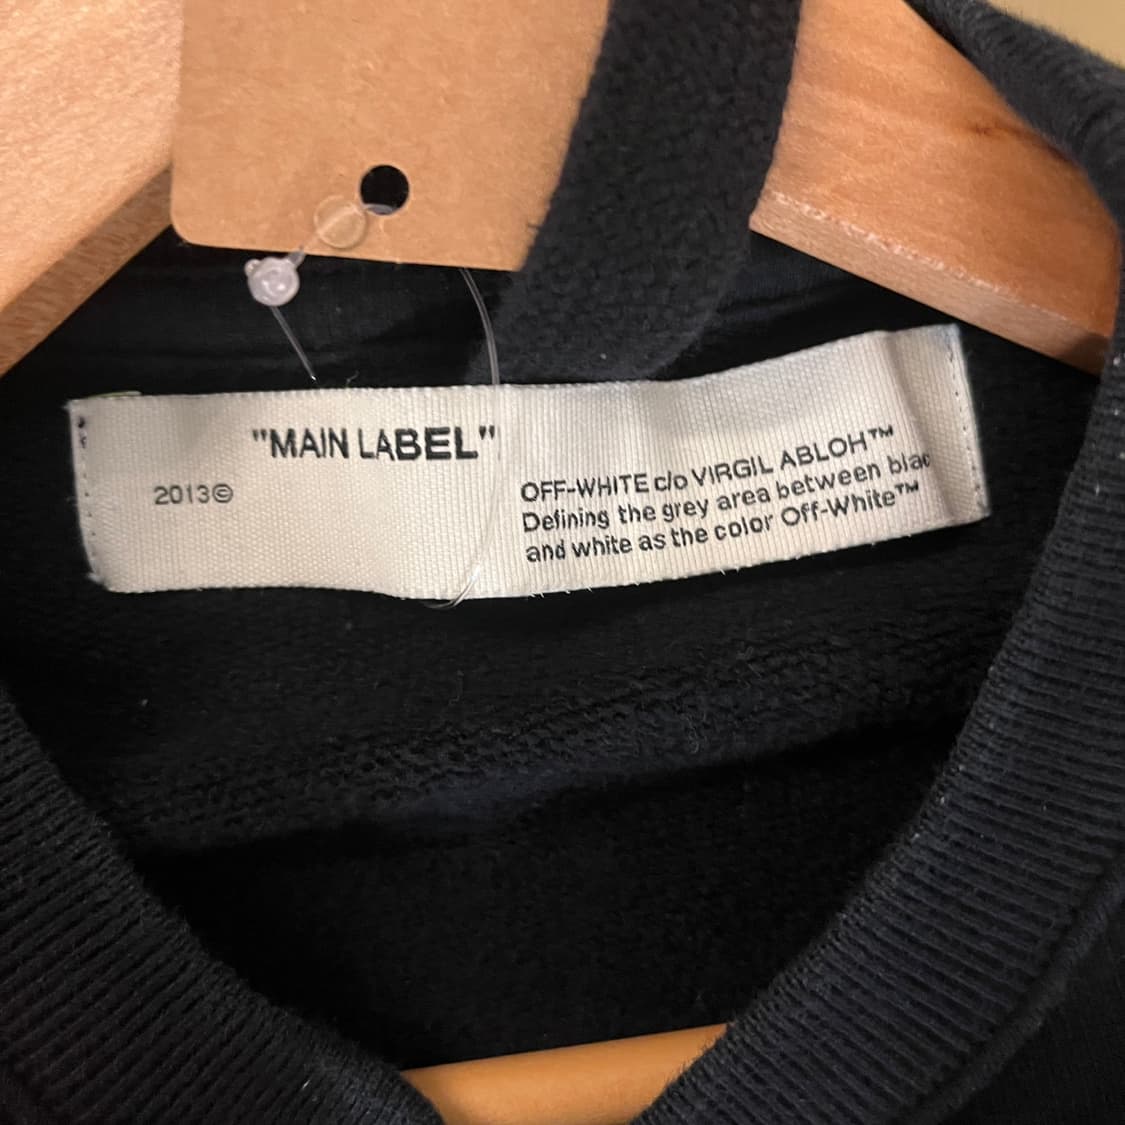 "MAIN LABEL"
2013©
OFF-WHITE c/o VIRGIL ABLOH™
Defining the grey area between blac
and white as the color Off-White™